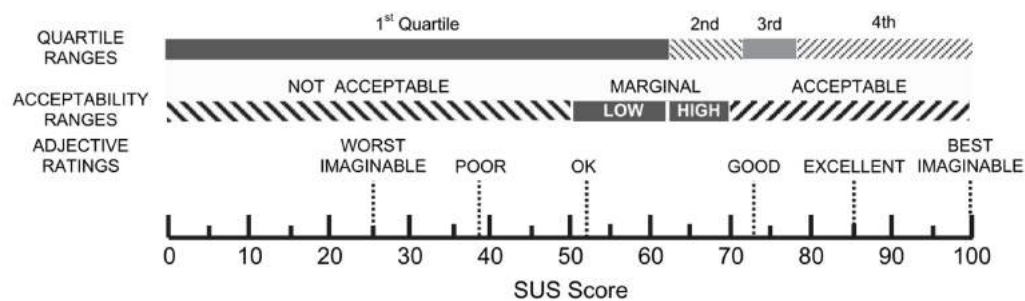 1st Quartile 2nd 3rd 4th
QUARTILE
RANGES
NOT ACCEPTABLE MARGINAL ACCEPTABLE
ACCEPTABILITY
RANGES
LOW HIGH
ADJECTIVE
RATINGS
WORST
IMAGINABLE
POOR
OK
GOOD
EXCELLENT
BEST
IMAGINABLE
0 10 20 30 40 50 60 70 80 90 100
SUS Score